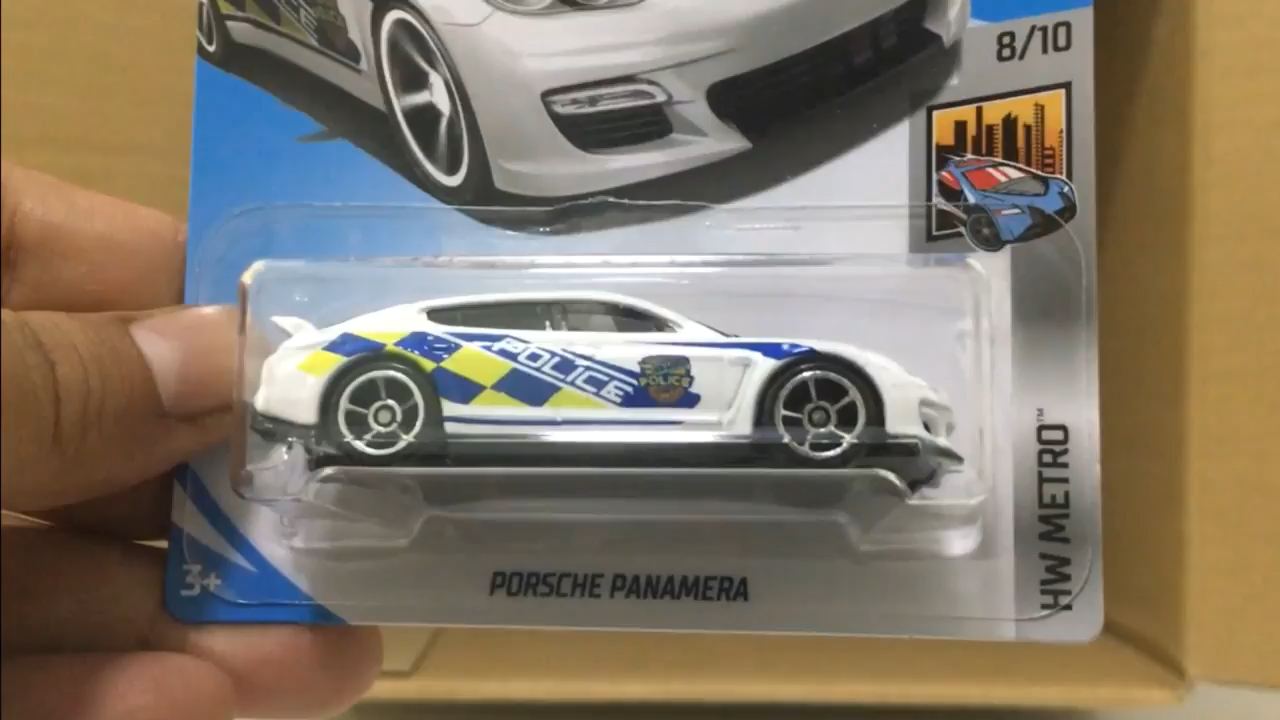 8/10
POLICE
POLICE
HW METRO™
3+
PORSCHE PANAMERA